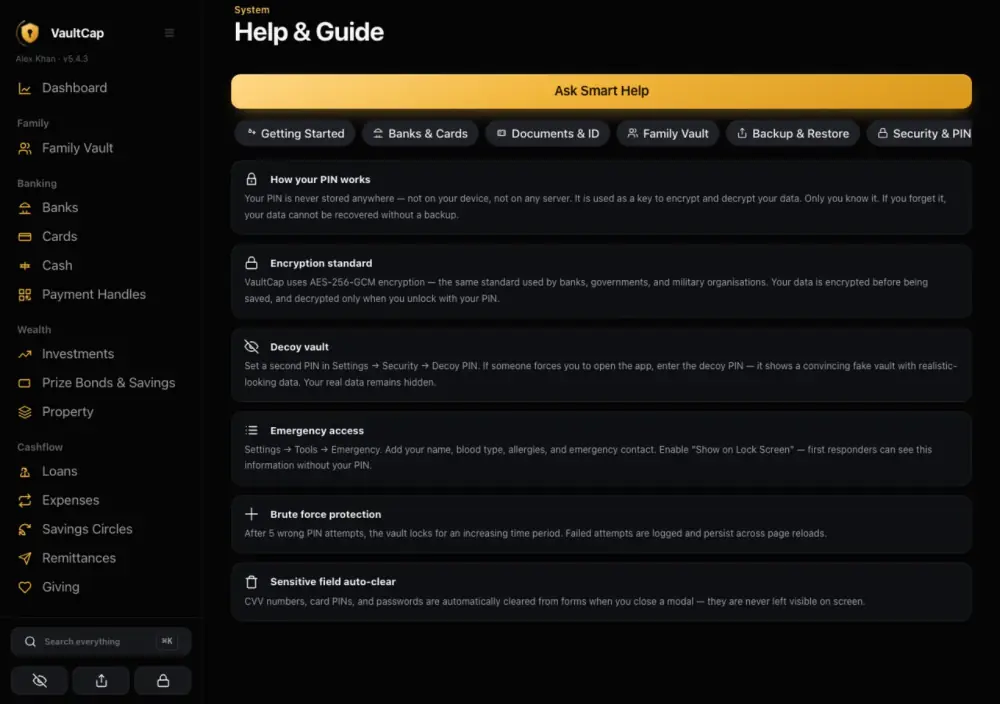 VaultCap
Alex Khan · v5.4.3
Dashboard
Family
Family Vault
Banking
Banks
Cards
Cash
Payment Handles
Wealth
Investments
Prize Bonds & Savings
Property
Cashflow
Loans
Expenses
Savings Circles
Remittances
Giving
Search everything
⌘K
System
Help & Guide
Ask Smart Help
Getting Started
Banks & Cards
Documents & ID
Family Vault
Backup & Restore
Security & PIN
How your PIN works
Your PIN is never stored anywhere — not on your device, not on any server. It is used as a key to encrypt and decrypt your data. Only you know it. If you forget it,
your data cannot be recovered without a backup.
Encryption standard
VaultCap uses AES-256-GCM encryption — the same standard used by banks, governments, and military organisations. Your data is encrypted before being
saved, and decrypted only when you unlock with your PIN.
Decoy vault
Set a second PIN in Settings → Security → Decoy PIN. If someone forces you to open the app, enter the decoy PIN — it shows a convincing fake vault with realistic-
looking data. Your real data remains hidden.
Emergency access
Settings → Tools → Emergency. Add your name, blood type, allergies, and emergency contact. Enable "Show on Lock Screen" — first responders can see this
information without your PIN.
Brute force protection
After 5 wrong PIN attempts, the vault locks for an increasing time period. Failed attempts are logged and persist across page reloads.
Sensitive field auto-clear
CVV numbers, card PINs, and passwords are automatically cleared from forms when you close a modal — they are never left visible on screen.